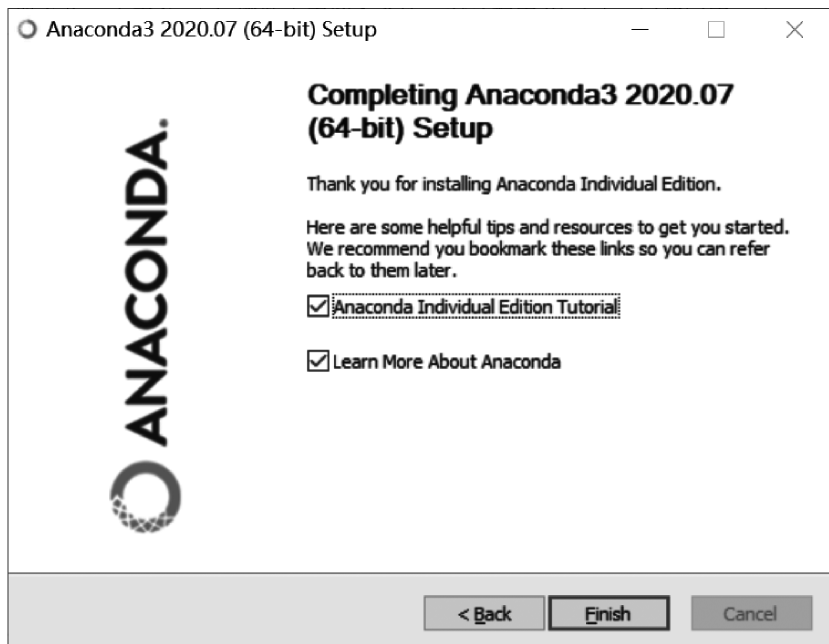 Anaconda3 2020.07 (64-bit) Setup
ANACONDA.
Completing Anaconda3 2020.07
(64-bit) Setup
Thank you for installing Anaconda Individual Edition.
Here are some helpful tips and resources to get you started.
We recommend you bookmark these links so you can refer
back to them later.
Anaconda Individual Edition Tutorial
Learn More About Anaconda
< Back
Finish
Cancel